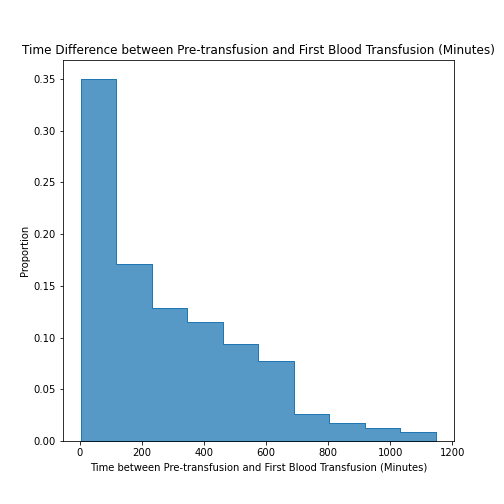 Time Difference between Pre-transfusion and First Blood Transfusion (Minutes)
0.35
0.30
0.25
0.20
0.15
0.10
0.05
0.00
Proportion
0 200 400 600 800 1000 1200
Time between Pre-transfusion and First Blood Transfusion (Minutes)